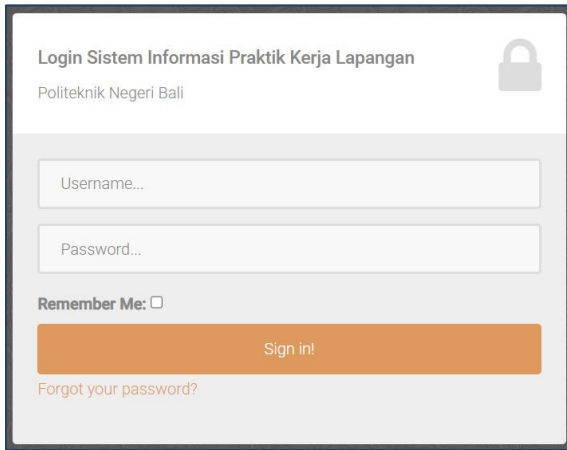 Login Sistem Informasi Praktik Kerja Lapangan
Politeknik Negeri Bali
Username...
Password...
Remember Me:
Sign in!
Forgot your password?